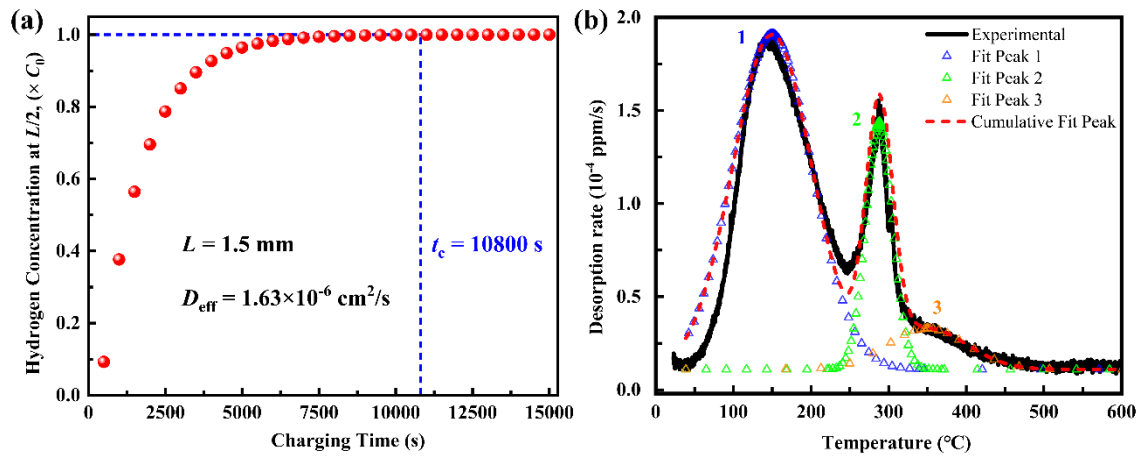 (a)
Hydrogen Concentration at L/2, (× C₀)
1.0
0.8
0.6
0.4
0.2
0.0
L = 1.5 mm
D_eff = 1.63×10⁻⁶ cm²/s
t_c = 10800 s
0 2500 5000 7500 10000 12500 15000
Charging Time (s)
(b)
Desorption rate (10⁻⁴ ppm/s)
2.0
1.5
1.0
0.5
0.0
1
2
3
Experimental
Fit Peak 1
Fit Peak 2
Fit Peak 3
Cumulative Fit Peak
0 100 200 300 400 500 600
Temperature (℃)